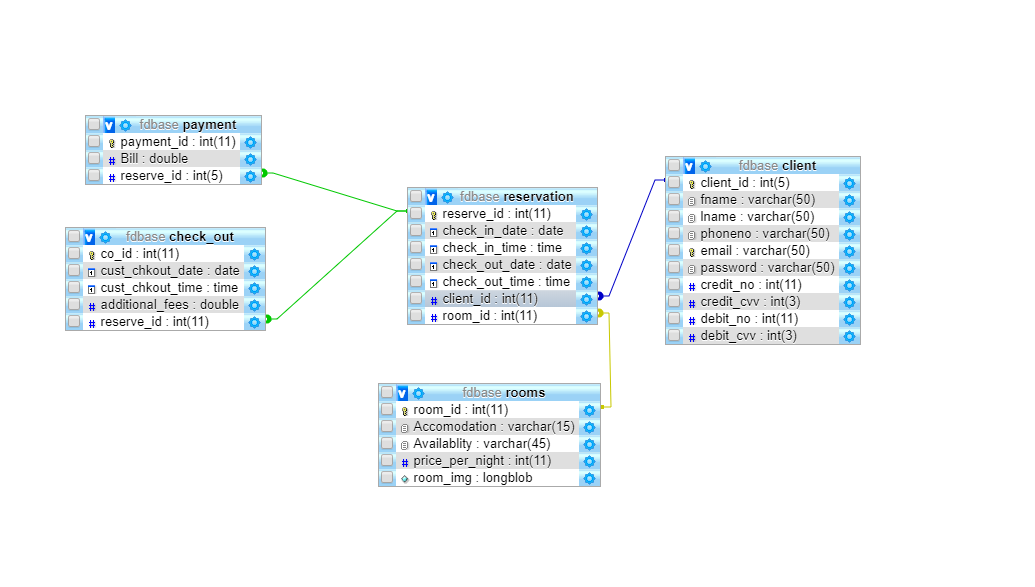 fdbase payment
payment_id : int(11)
Bill : double
reserve_id : int(5)
fdbase check_out
co_id : int(11)
cust_chkout_date : date
cust_chkout_time : time
additional_fees : double
reserve_id : int(11)
fdbase reservation
reserve_id : int(11)
check_in_date : date
check_in_time : time
check_out_date : date
check_out_time : time
client_id : int(11)
room_id : int(11)
fdbase rooms
room_id : int(11)
Accomodation : varchar(15)
Availablity : varchar(45)
price_per_night : int(11)
room_img : longblob
fdbase client
client_id : int(5)
fname : varchar(50)
lname : varchar(50)
phoneno : varchar(50)
email : varchar(50)
password : varchar(50)
credit_no : int(11)
credit_cvv : int(3)
debit_no : int(11)
debit_cvv : int(3)